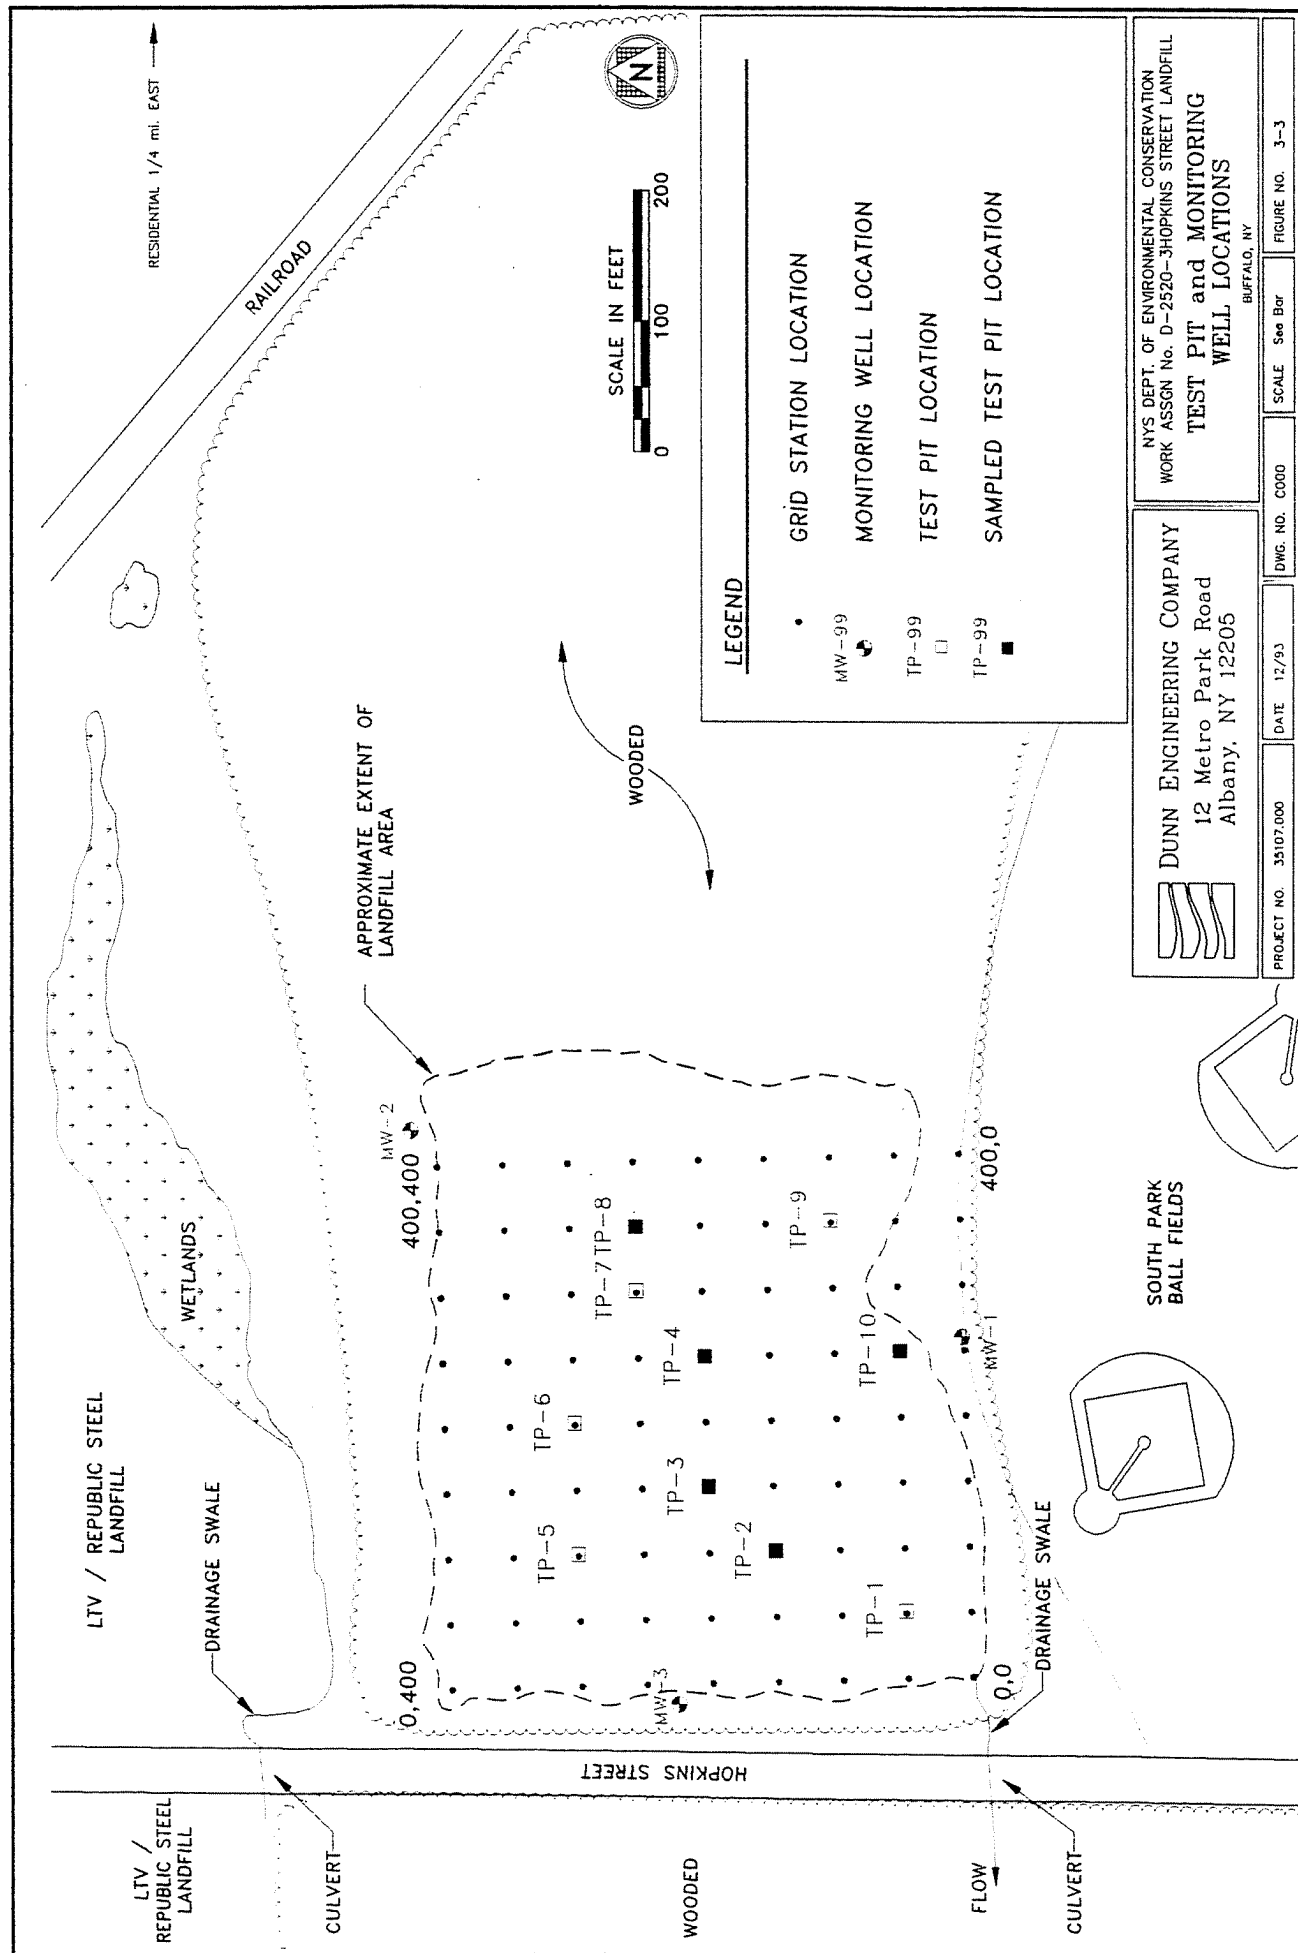 RESIDENTIAL 1/4 mi. EAST
RAILROAD
LTV / REPUBLIC STEEL
LANDFILL
WETLANDS
DRAINAGE SWALE
LTV /
REPUBLIC STEEL
LANDFILL
CULVERT
HOPKINS STREET
WOODED
FLOW
CULVERT
DRAINAGE SWALE
APPROXIMATE EXTENT OF
LANDFILL AREA
WOODED
0,400
400,400
MW-2
TP-5
TP-6
TP-7
TP-8
TP-3
TP-4
TP-2
TP-9
TP-1
TP-10
MW-3
MW-1
0,0
400,0
SOUTH PARK
BALL FIELDS
N
SCALE IN FEET
0 100 200
LEGEND
GRID STATION LOCATION
MW-99
MONITORING WELL LOCATION
TP-99
TEST PIT LOCATION
TP-99
SAMPLED TEST PIT LOCATION
DUNN ENGINEERING COMPANY
12 Metro Park Road
Albany, NY 12205
NYS DEPT. OF ENVIRONMENTAL CONSERVATION
WORK ASSGN No. D-2520-3HOPKINS STREET LANDFILL
TEST PIT and MONITORING
WELL LOCATIONS
BUFFALO, NY
PROJECT NO. 35107.000
DATE 12/93
DWG. NO. C000
SCALE See Bar
FIGURE NO. 3-3